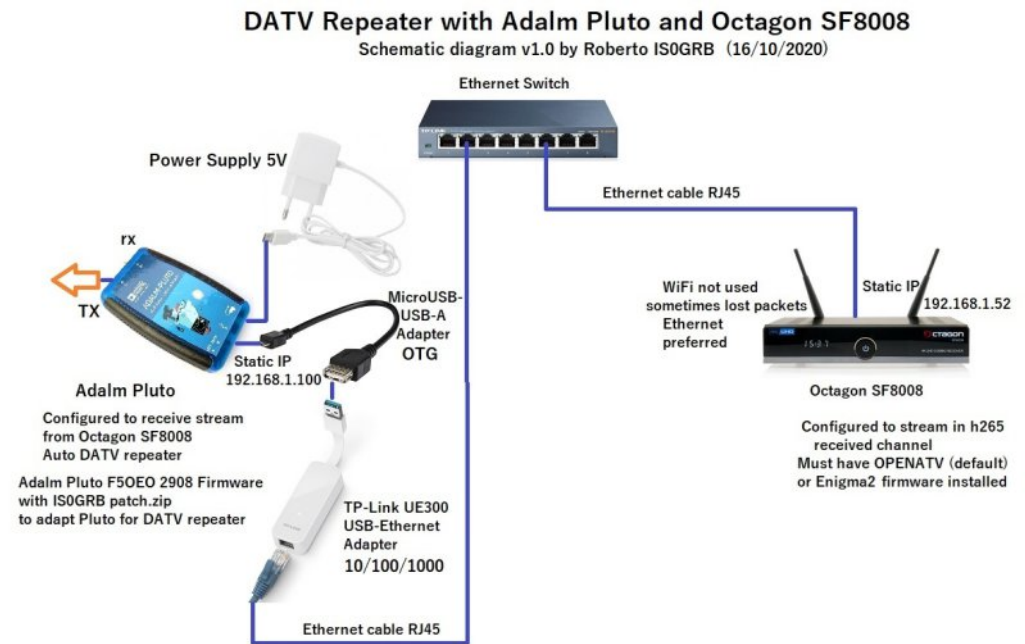 DATV Repeater with Adalm Pluto and Octagon SF8008
Schematic diagram v1.0 by Roberto IS0GRB (16/10/2020)
Ethernet Switch
Power Supply 5V
Ethernet cable RJ45
rx
TX
ADALM-PLUTO
MicroUSB-
USB-A
Adapter
OTG
Static IP
192.168.1.100
WiFi not used
sometimes lost packets
Ethernet
preferred
Static IP
192.168.1.52
OCTAGON
Adalm Pluto
Configured to receive stream
from Octagon SF8008
Auto DATV repeater
Adalm Pluto F5OEO 2908 Firmware
with IS0GRB patch.zip
to adapt Pluto for DATV repeater
TP-Link UE300
USB-Ethernet
Adapter
10/100/1000
Octagon SF8008
Configured to stream in h265
received channel
Must have OPENATV (default)
or Enigma2 firmware installed
Ethernet cable RJ45